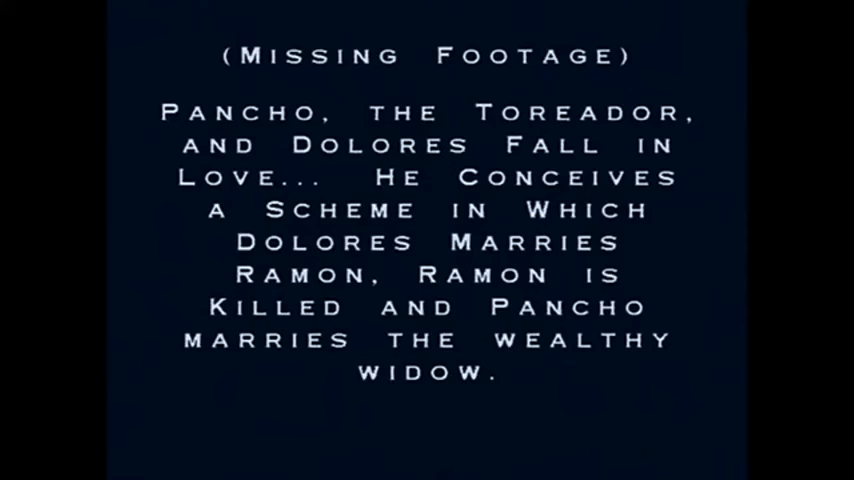 (Missing Footage)
Pancho, the Toreador,
and Dolores Fall in
Love... He Conceives
a Scheme in Which
Dolores Marries
Ramon, Ramon is
Killed and Pancho
marries the wealthy
widow.